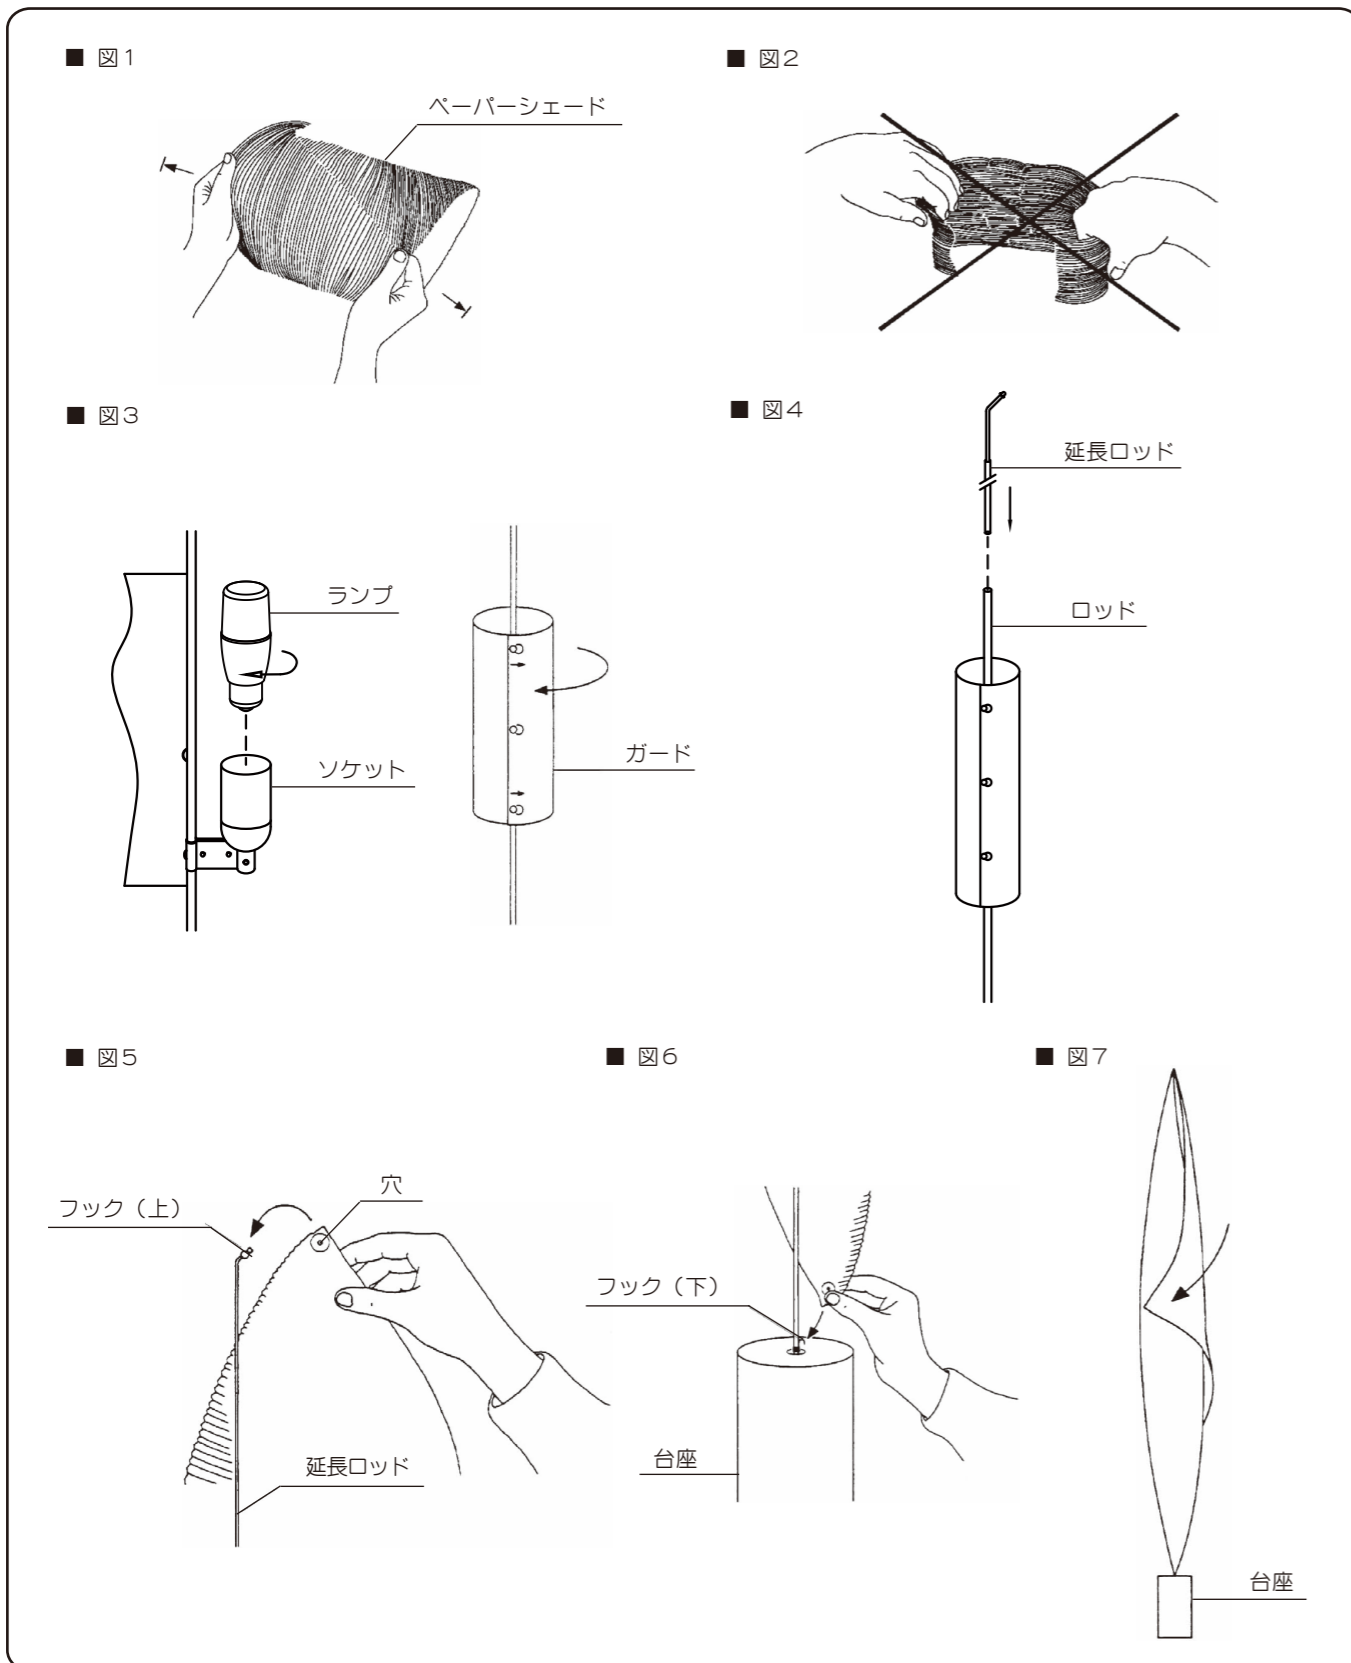 ■ 図1
ペーパーシェード
■ 図2
■ 図3
ランプ
ソケット
ガード
■ 図4
延長ロッド
ロッド
■ 図5
フック（上）
穴
延長ロッド
■ 図6
フック（下）
台座
■ 図7
台座